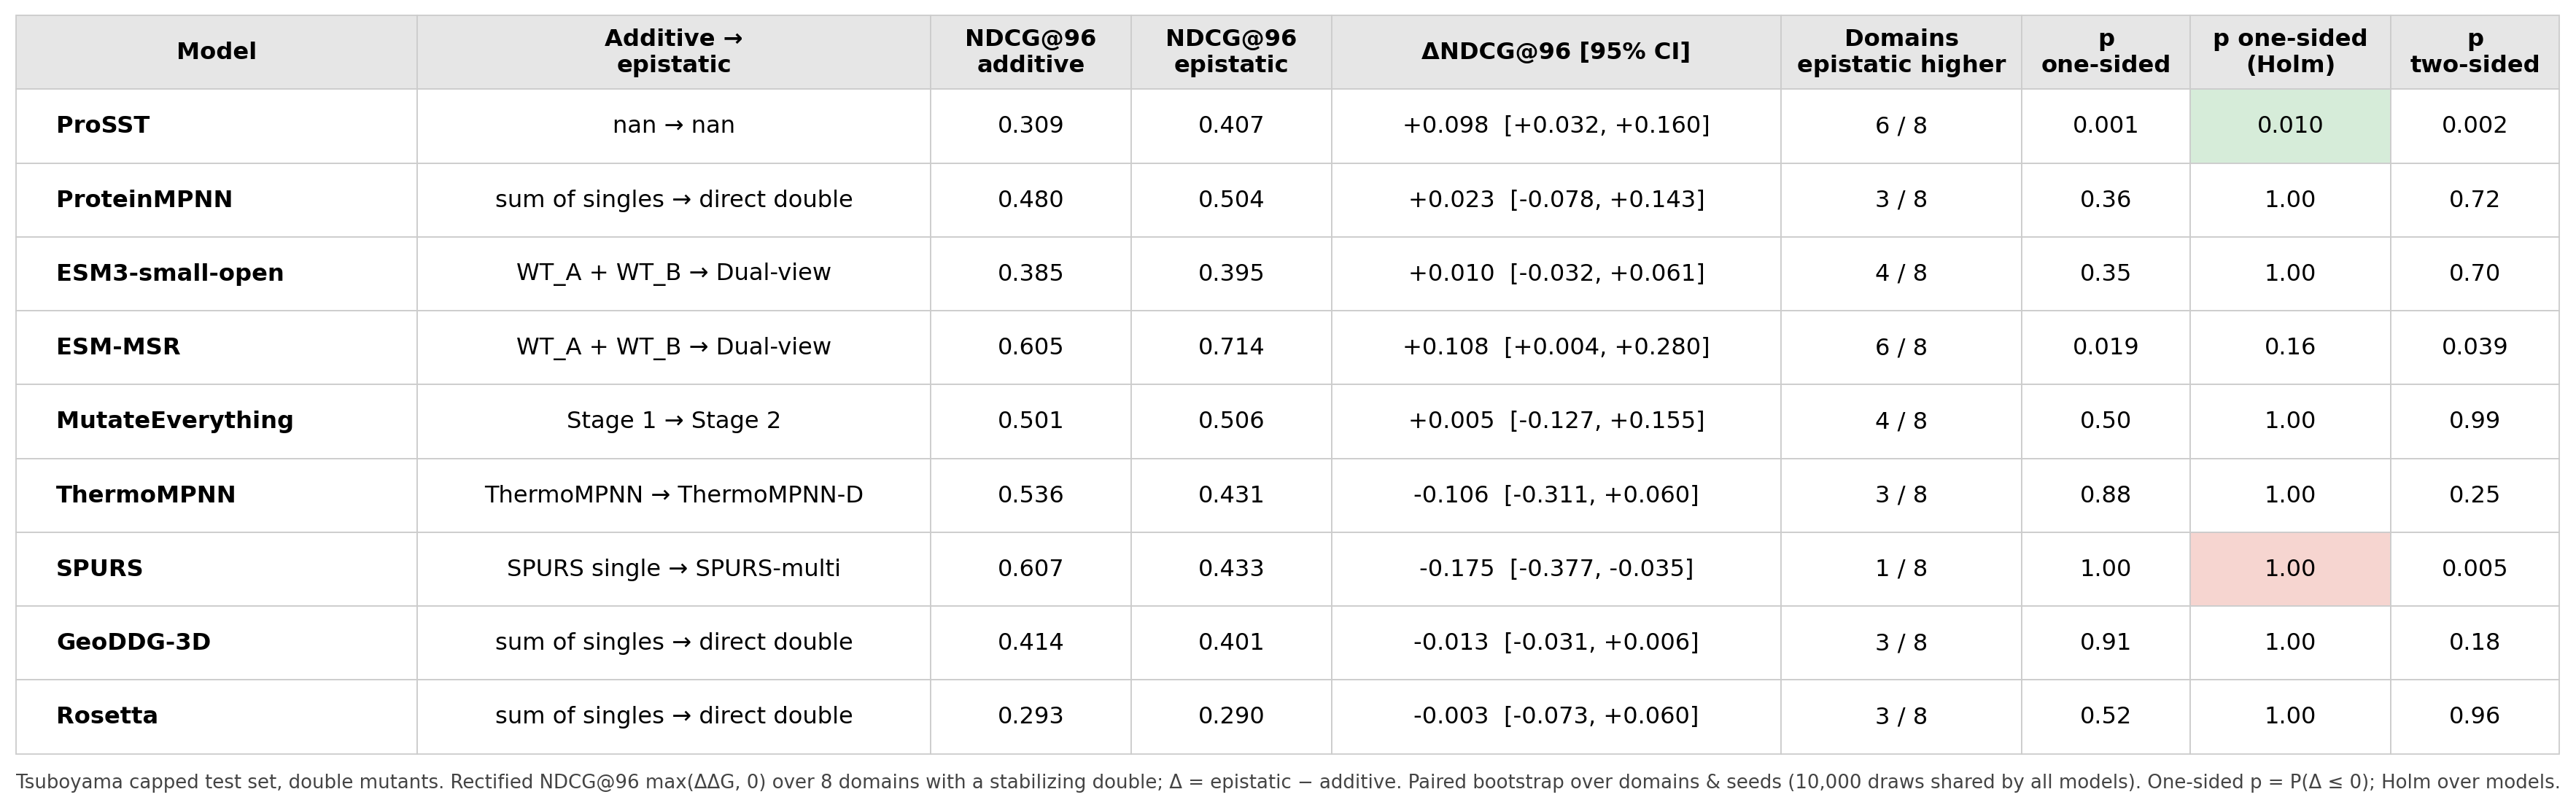 Model | Additive → epistatic | NDCG@96 additive | NDCG@96 epistatic | ΔNDCG@96 [95% CI] | Domains epistatic higher | p one-sided | p one-sided (Holm) | p two-sided
ProSST | nan → nan | 0.309 | 0.407 | +0.098 [+0.032, +0.160] | 6 / 8 | 0.001 | 0.010 | 0.002
ProteinMPNN | sum of singles → direct double | 0.480 | 0.504 | +0.023 [-0.078, +0.143] | 3 / 8 | 0.36 | 1.00 | 0.72
ESM3-small-open | WT_A + WT_B → Dual-view | 0.385 | 0.395 | +0.010 [-0.032, +0.061] | 4 / 8 | 0.35 | 1.00 | 0.70
ESM-MSR | WT_A + WT_B → Dual-view | 0.605 | 0.714 | +0.108 [+0.004, +0.280] | 6 / 8 | 0.019 | 0.16 | 0.039
MutateEverything | Stage 1 → Stage 2 | 0.501 | 0.506 | +0.005 [-0.127, +0.155] | 4 / 8 | 0.50 | 1.00 | 0.99
ThermoMPNN | ThermoMPNN → ThermoMPNN-D | 0.536 | 0.431 | -0.106 [-0.311, +0.060] | 3 / 8 | 0.88 | 1.00 | 0.25
SPURS | SPURS single → SPURS-multi | 0.607 | 0.433 | -0.175 [-0.377, -0.035] | 1 / 8 | 1.00 | 1.00 | 0.005
GeoDDG-3D | sum of singles → direct double | 0.414 | 0.401 | -0.013 [-0.031, +0.006] | 3 / 8 | 0.91 | 1.00 | 0.18
Rosetta | sum of singles → direct double | 0.293 | 0.290 | -0.003 [-0.073, +0.060] | 3 / 8 | 0.52 | 1.00 | 0.96
Tsuboyama capped test set, double mutants. Rectified NDCG@96 max(ΔΔG, 0) over 8 domains with a stabilizing double; Δ = epistatic − additive. Paired bootstrap over domains & seeds (10,000 draws shared by all models). One-sided p = P(Δ ≤ 0); Holm over models.